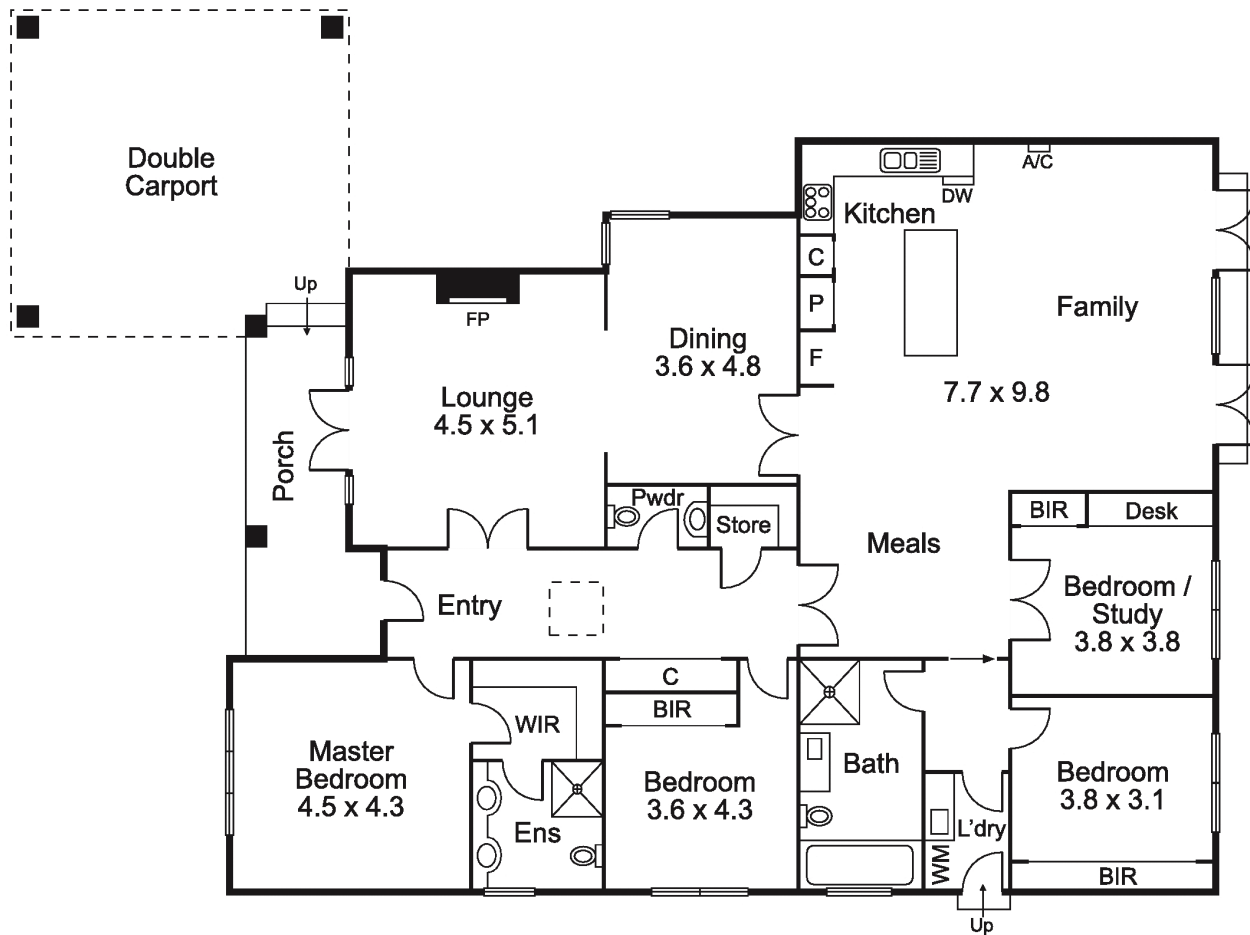 Double
Carport
Up
FP
Lounge
4.5 x 5.1
Porch
Dining
3.6 x 4.8
A/C
DW
Kitchen
C
P
F
Family
7.7 x 9.8
Pwdr
Store
Meals
BIR
Desk
Bedroom /
Study
3.8 x 3.8
Entry
C
BIR
WIR
Master
Bedroom
4.5 x 4.3
Ens
Bedroom
3.6 x 4.3
Bath
L'dry
WM
Up
Bedroom
3.8 x 3.1
BIR